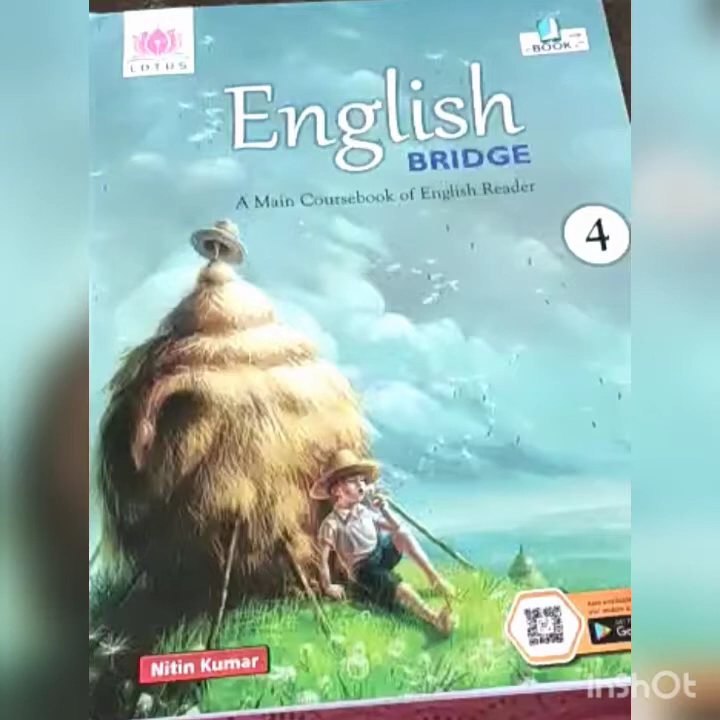 LOTUS
BOOK
English
BRIDGE
A Main Coursebook of English Reader
4
Nitin Kumar
InshOt